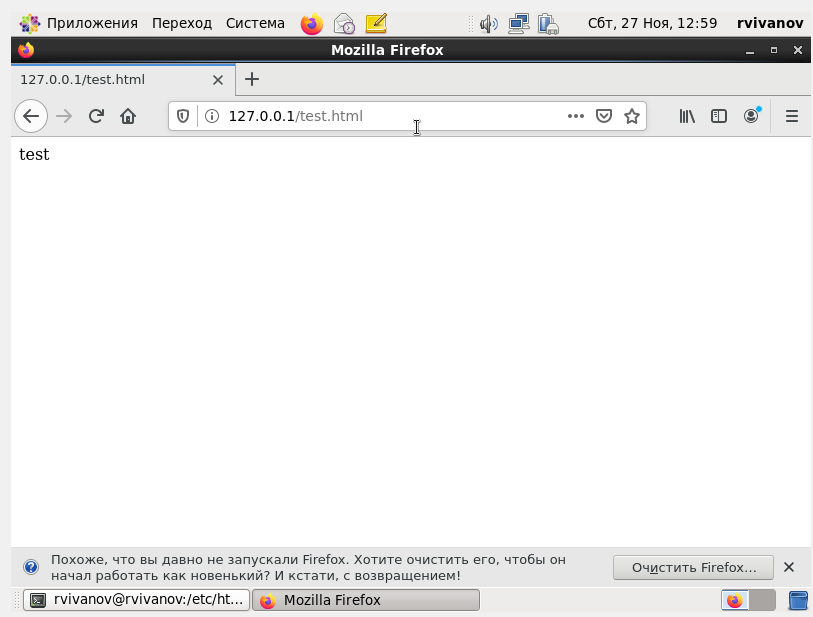 Приложения Переход Система Сбт, 27 Ноя, 12:59 rvivanov
Mozilla Firefox
127.0.0.1/test.html
127.0.0.1/test.html
test
Похоже, что вы давно не запускали Firefox. Хотите очистить его, чтобы он
начал работать как новенький? И кстати, с возвращением!
Очистить Firefox...
rvivanov@rvivanov:/etc/ht... Mozilla Firefox